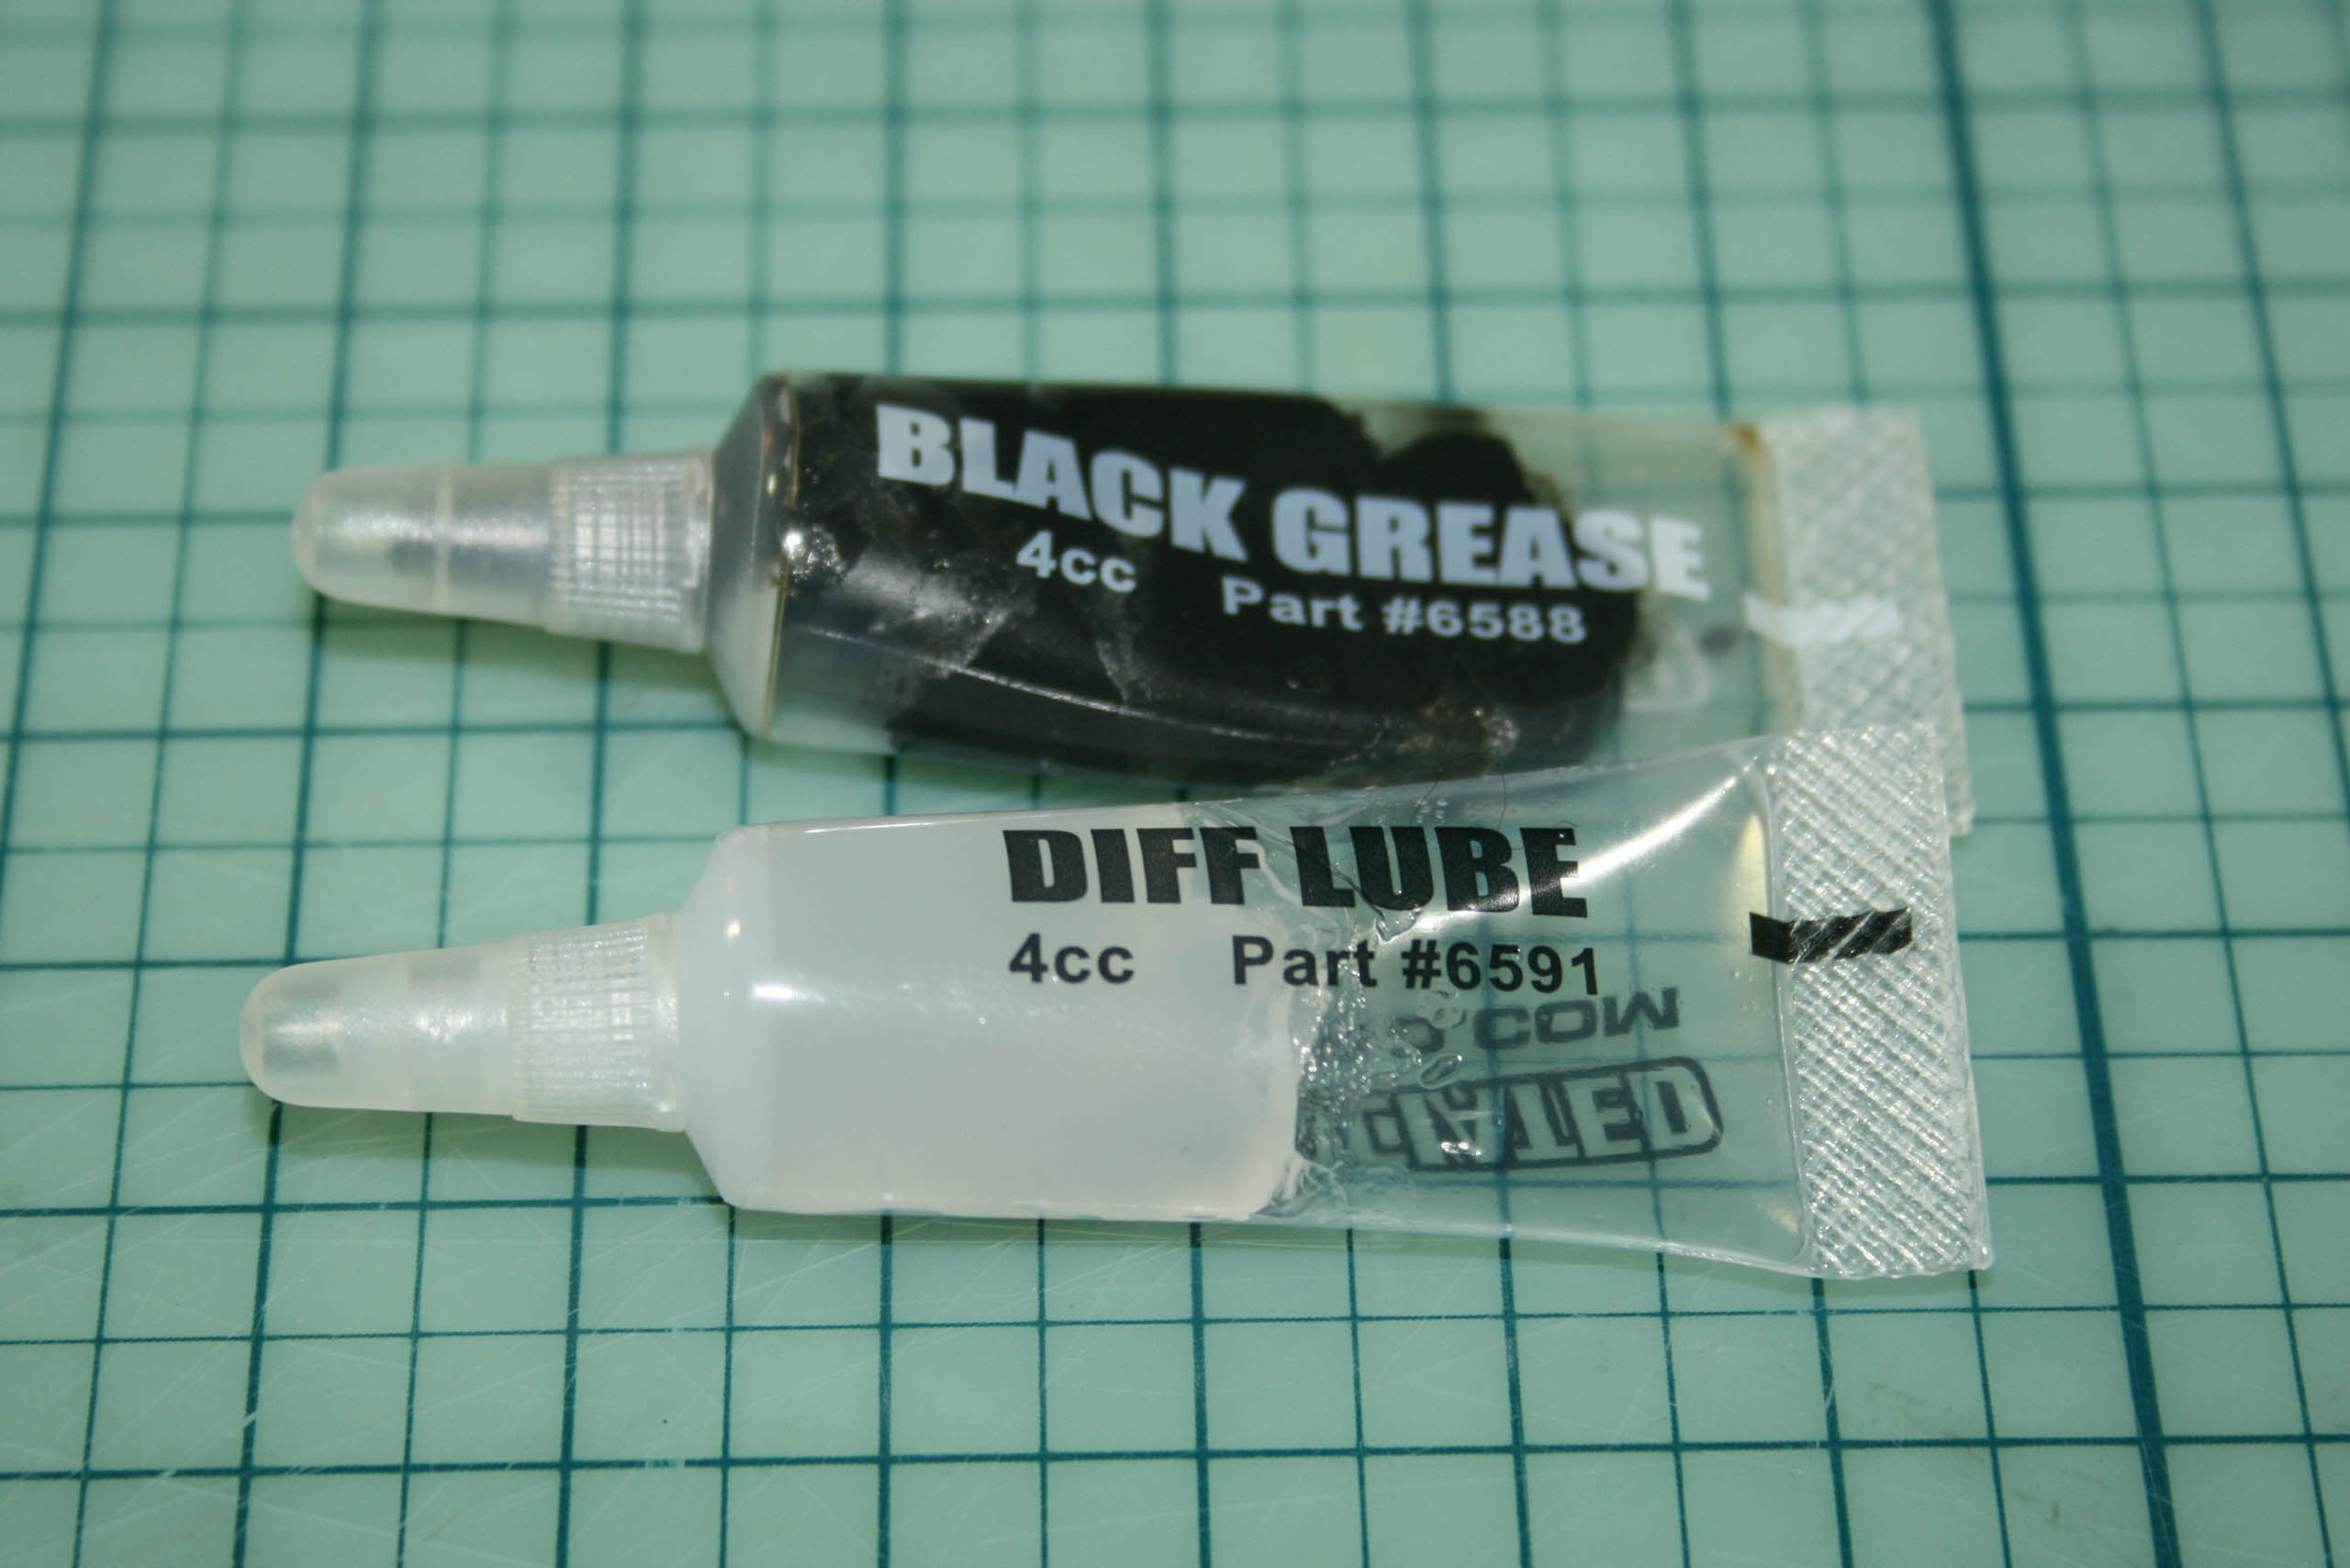 BLACK GREASE
4cc Part #6588
DIFF LUBE
4cc Part #6591